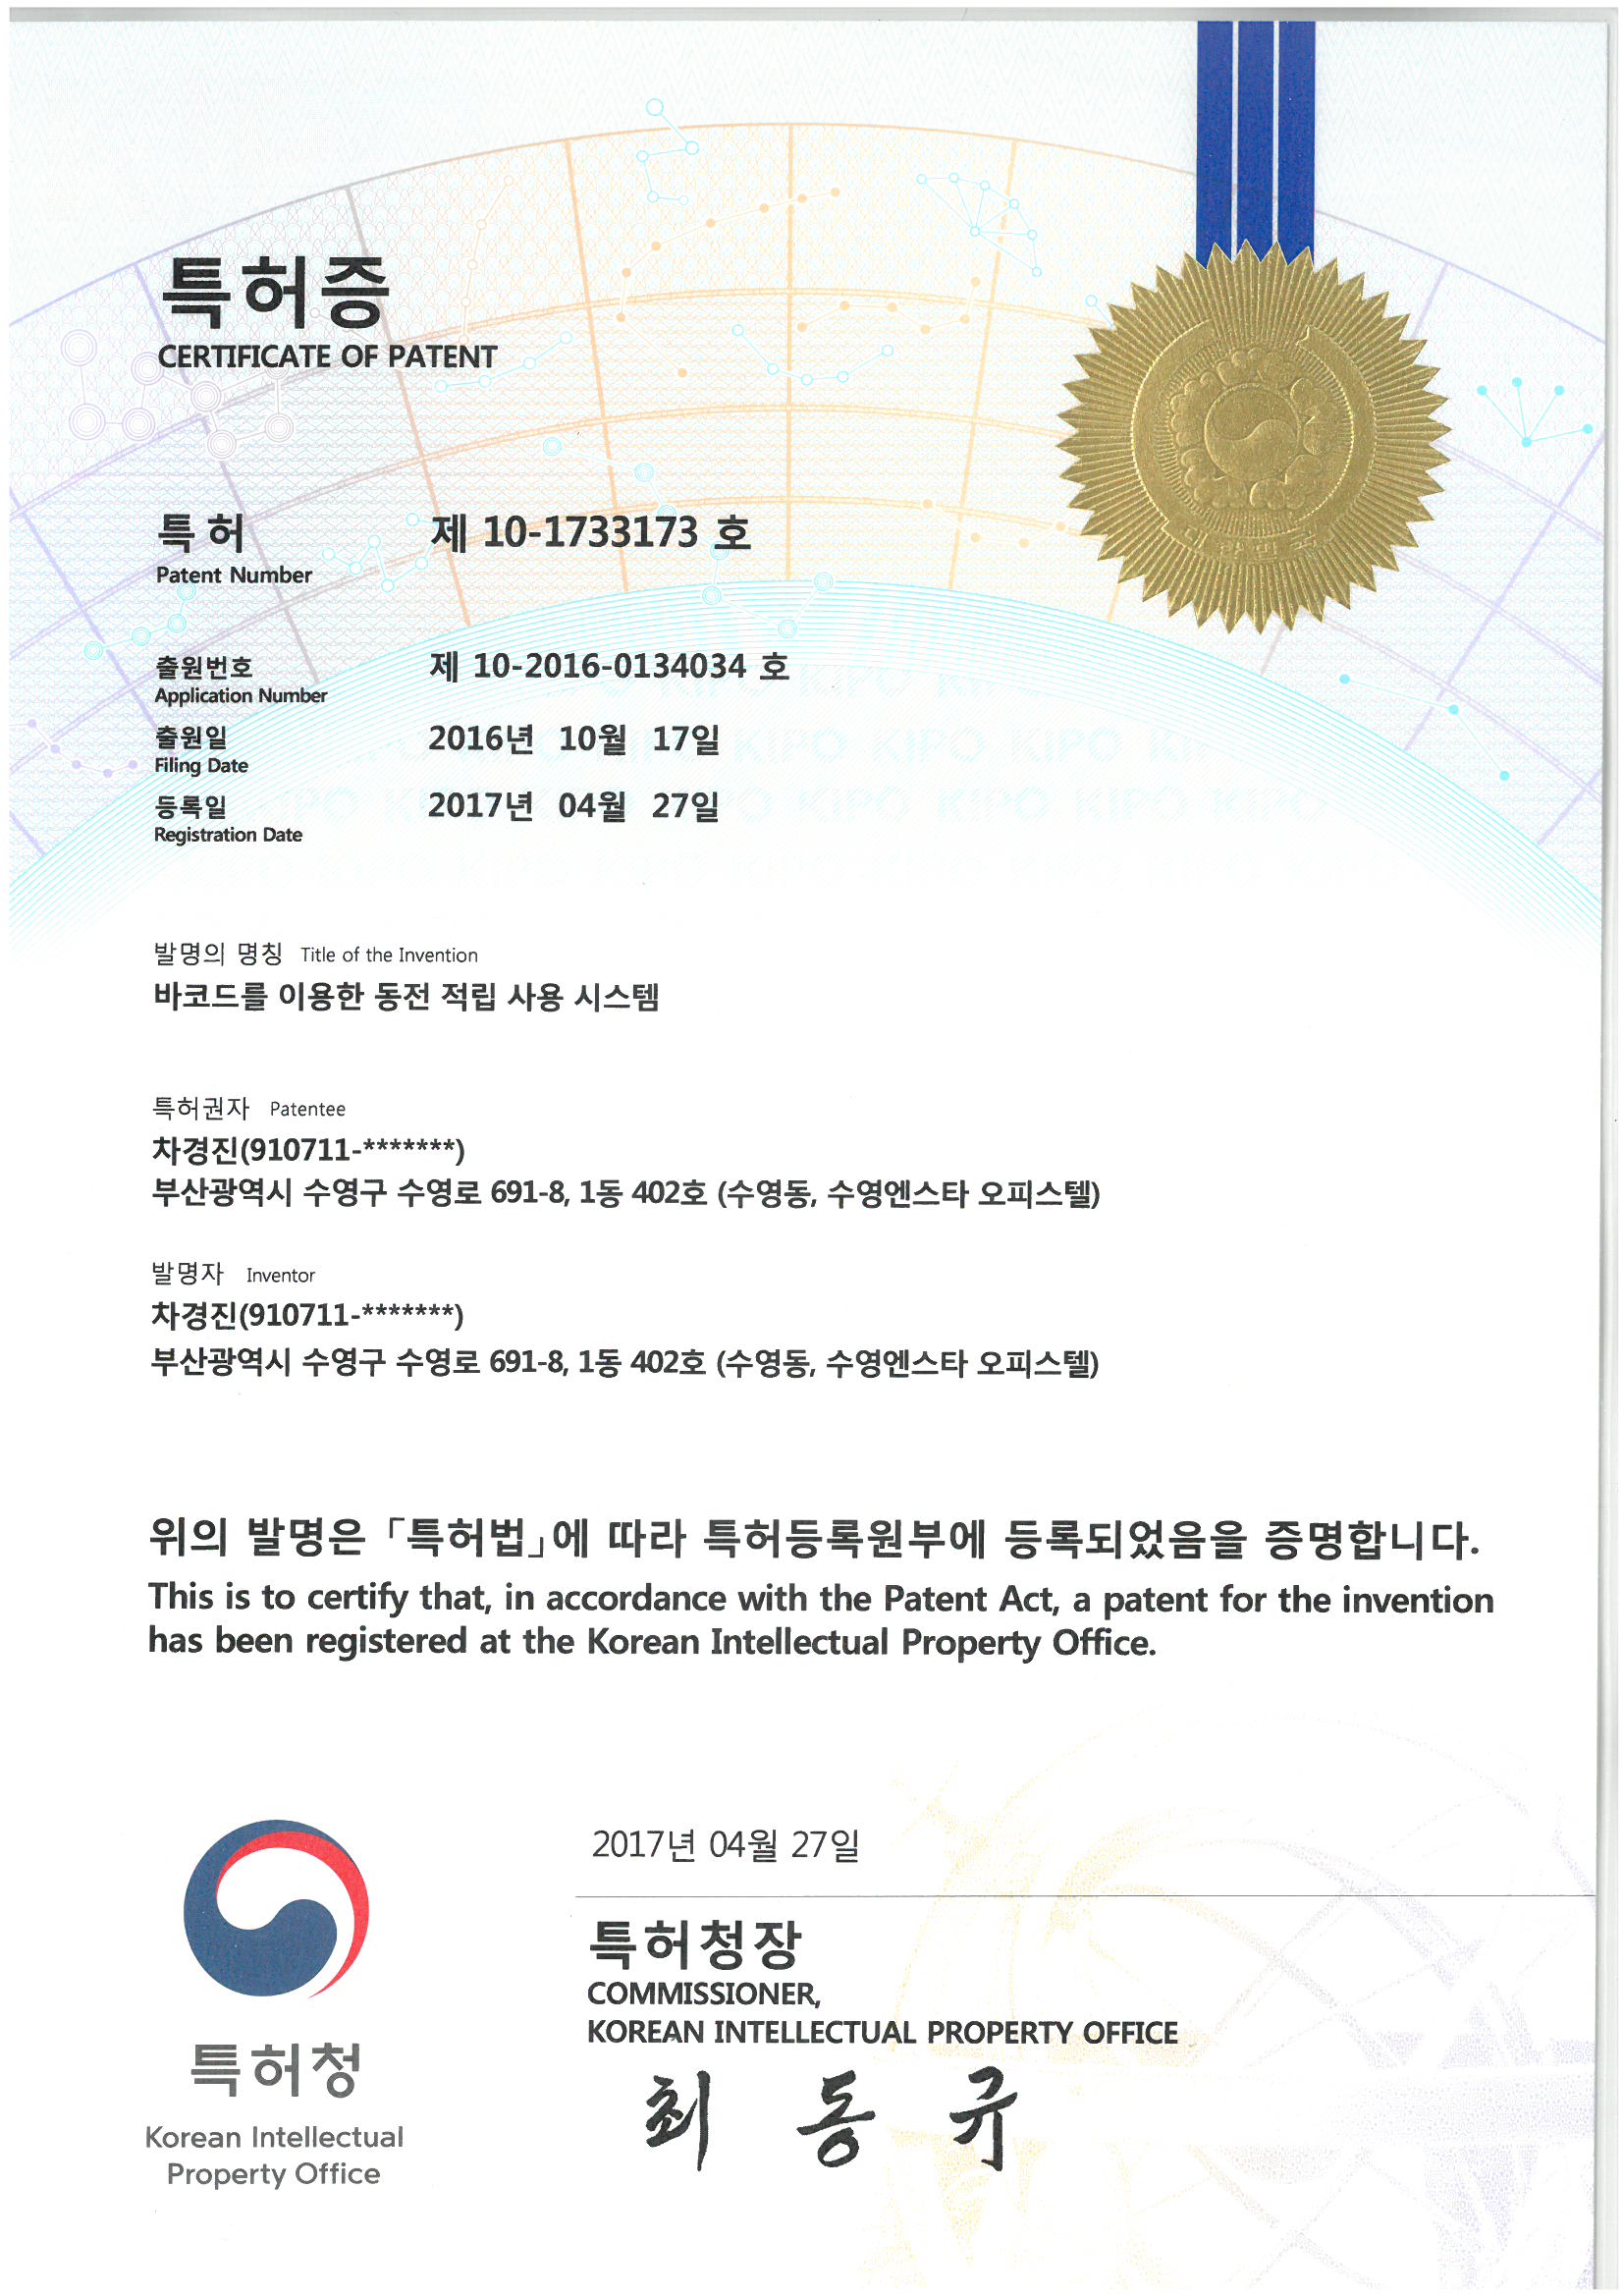 특허증
CERTIFICATE OF PATENT
특 허 제 10-1733173 호
Patent Number
출원번호 제 10-2016-0134034 호
Application Number
출원일 2016년 10월 17일
Filing Date
등록일 2017년 04월 27일
Registration Date
발명의 명칭 Title of the Invention
바코드를 이용한 동전 적립 사용 시스템
특허권자 Patentee
차경진(910711-*******)
부산광역시 수영구 수영로 691-8, 1동 402호 (수영동, 수영엔스타 오피스텔)
발명자 Inventor
차경진(910711-*******)
부산광역시 수영구 수영로 691-8, 1동 402호 (수영동, 수영엔스타 오피스텔)
위의 발명은 「특허법」에 따라 특허등록원부에 등록되었음을 증명합니다.
This is to certify that, in accordance with the Patent Act, a patent for the invention
has been registered at the Korean Intellectual Property Office.
2017년 04월 27일
특허청장
COMMISSIONER,
KOREAN INTELLECTUAL PROPERTY OFFICE
최 동 규
특허청
Korean Intellectual
Property Office